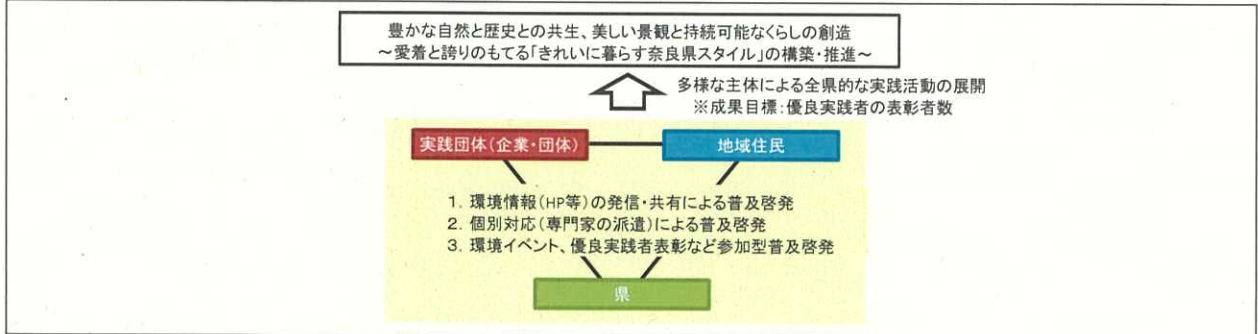 豊かな自然と歴史との共生、美しい景観と持続可能なくらしの創造
～愛着と誇りのもてる「きれいに暮らす奈良県スタイル」の構築・推進～
多様な主体による全県的な実践活動の展開
※成果目標：優良実践者の表彰者数
実践団体(企業・団体)
地域住民
1. 環境情報(HP等)の発信・共有による普及啓発
2. 個別対応(専門家の派遣)による普及啓発
3. 環境イベント、優良実践者表彰など参加型普及啓発
県